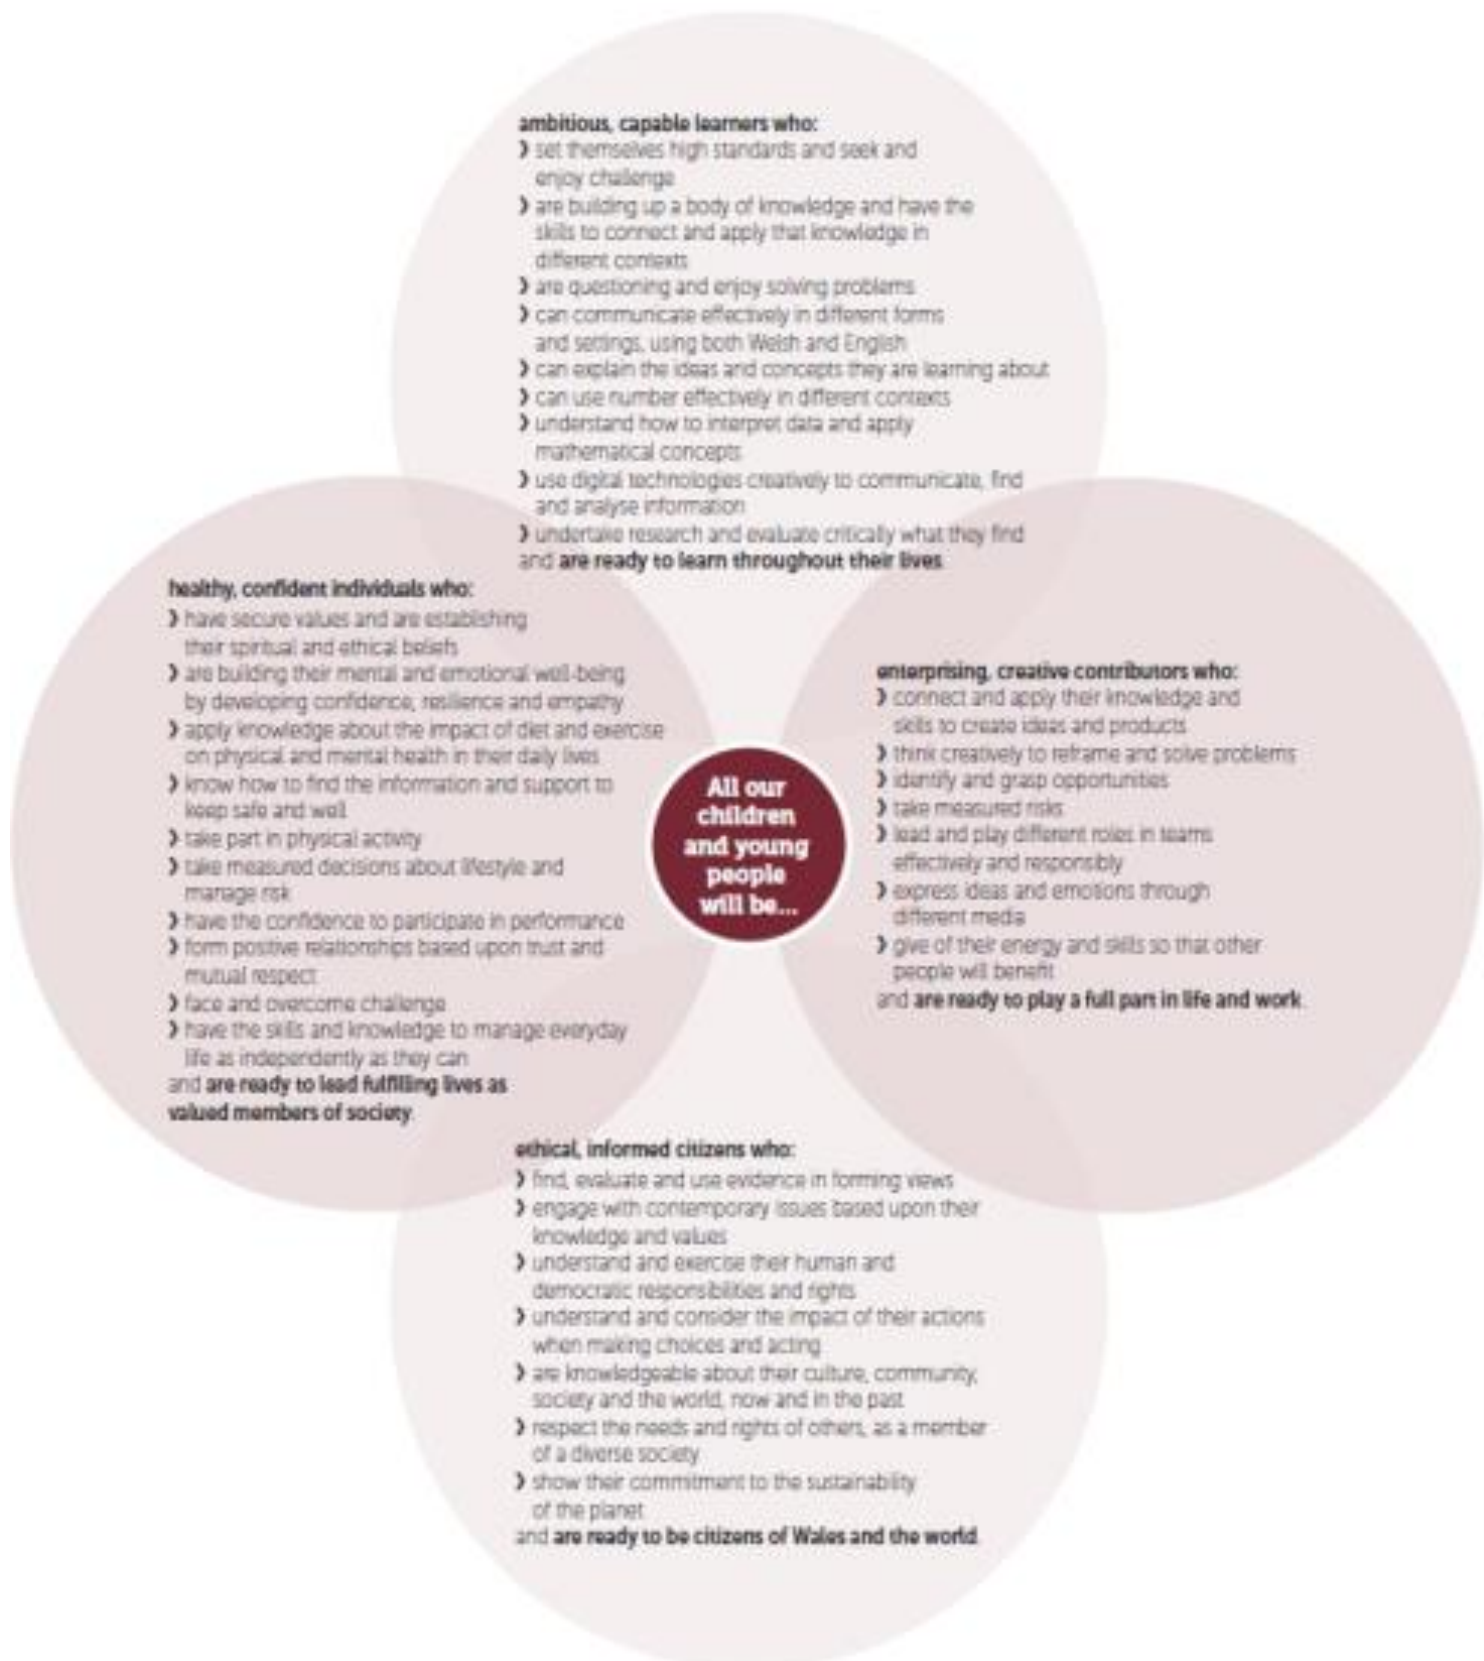 ambitious, capable learners who:
❯ set themselves high standards and seek and
enjoy challenge
❯ are building up a body of knowledge and have the
skills to connect and apply that knowledge in
different contexts
❯ are questioning and enjoy solving problems
❯ can communicate effectively in different forms
and settings, using both Welsh and English
❯ can explain the ideas and concepts they are learning about
❯ can use number effectively in different contexts
❯ understand how to interpret data and apply
mathematical concepts
❯ use digital technologies creatively to communicate, find
and analyse information
❯ undertake research and evaluate critically what they find
and are ready to learn throughout their lives.
healthy, confident individuals who:
❯ have secure values and are establishing
their spiritual and ethical beliefs
❯ are building their mental and emotional well-being
by developing confidence, resilience and empathy
❯ apply knowledge about the impact of diet and exercise
on physical and mental health in their daily lives
❯ know how to find the information and support to
keep safe and well
❯ take part in physical activity
❯ take measured decisions about lifestyle and
manage risk
❯ have the confidence to participate in performance
❯ form positive relationships based upon trust and
mutual respect
❯ face and overcome challenge
❯ have the skills and knowledge to manage everyday
life as independently as they can
and are ready to lead fulfilling lives as
valued members of society.
All our
children
and young
people
will be...
enterprising, creative contributors who:
❯ connect and apply their knowledge and
skills to create ideas and products
❯ think creatively to reframe and solve problems
❯ identify and grasp opportunities
❯ take measured risks
❯ lead and play different roles in teams
effectively and responsibly
❯ express ideas and emotions through
different media
❯ give of their energy and skills so that other
people will benefit
and are ready to play a full part in life and work.
ethical, informed citizens who:
❯ find, evaluate and use evidence in forming views
❯ engage with contemporary issues based upon their
knowledge and values
❯ understand and exercise their human and
democratic responsibilities and rights
❯ understand and consider the impact of their actions
when making choices and acting
❯ are knowledgeable about their culture, community,
society and the world, now and in the past
❯ respect the needs and rights of others, as a member
of a diverse society
❯ show their commitment to the sustainability
of the planet
and are ready to be citizens of Wales and the world.